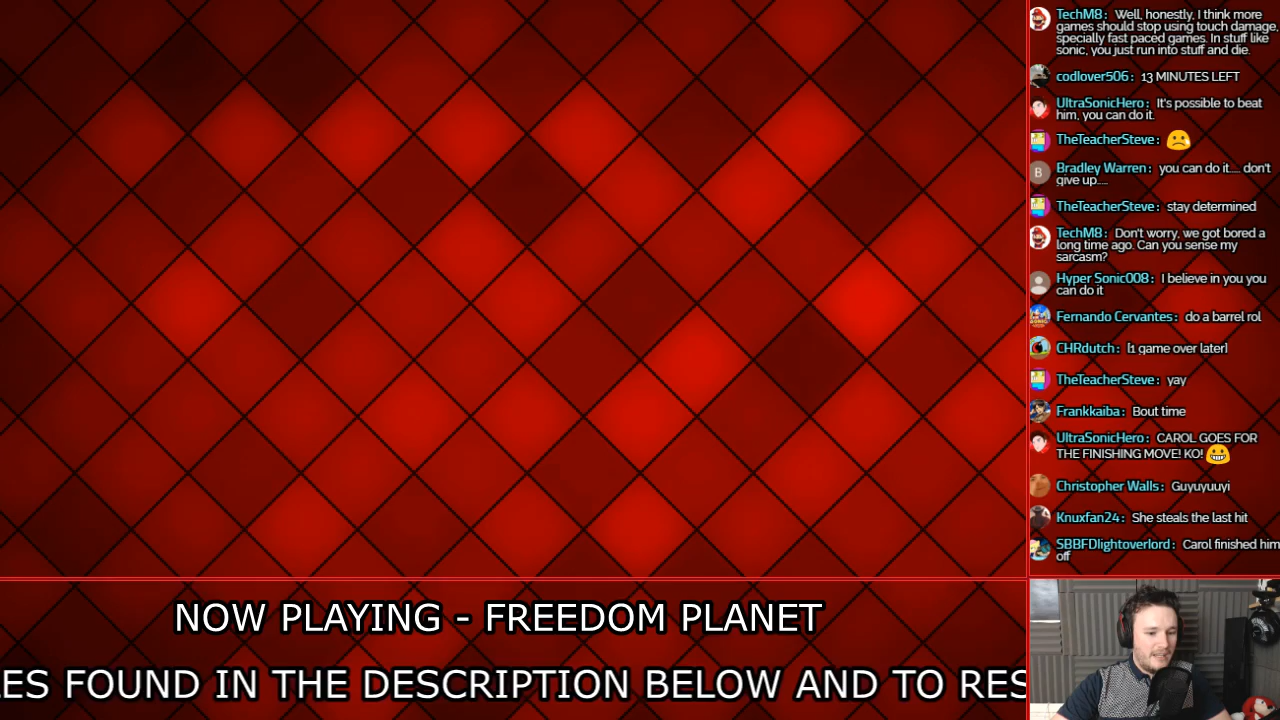 TechM8: Well, honestly, I think more
games should stop using touch damage,
specially fast paced games. In stuff like
sonic, you just run into stuff and die.
codlover506: 13 MINUTES LEFT
UltraSonicHero: It's possible to beat
him, you can do it.
TheTeacherSteve:
B
Bradley Warren: you can do it..... don't
give up.....
TheTeacherSteve: stay determined
TechM8: Don't worry, we got bored a
long time ago. Can you sense my
sarcasm?
Hyper Sonic008: I believe in you you
can do it
Fernando Cervantes: do a barrel rol
CHRdutch: [1 game over later]
TheTeacherSteve: yay
Frankkaiba: Bout time
UltraSonicHero: CAROL GOES FOR
THE FINISHING MOVE! KO!
Christopher Walls: Guyuyuuyi
Knuxfan24: She steals the last hit
SBBFDlightoverlord: Carol finished him
off
NOW PLAYING - FREEDOM PLANET
ES FOUND IN THE DESCRIPTION BELOW AND TO RES